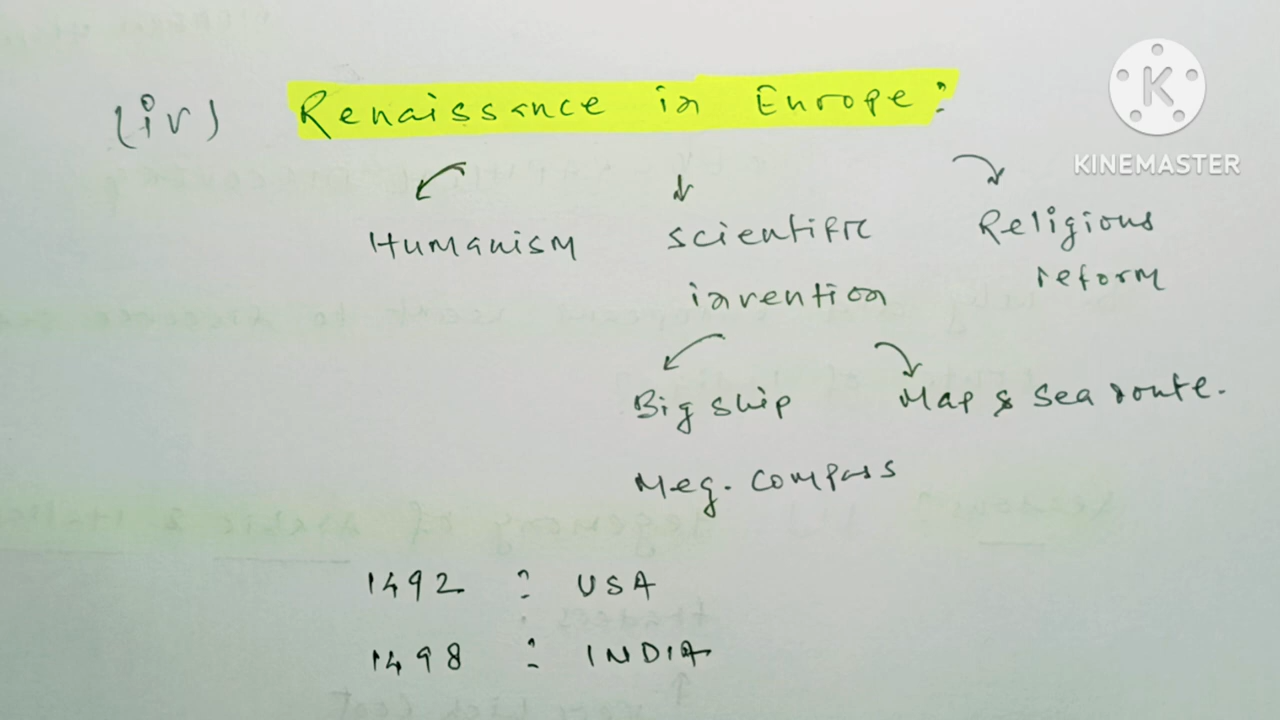 (iv) Renaissance in Europe:
Humanism scientific invention Religious reform
Big ship Map & Sea route.
Meg. compass
1492 : USA
1498 : INDIA
KINEMASTER